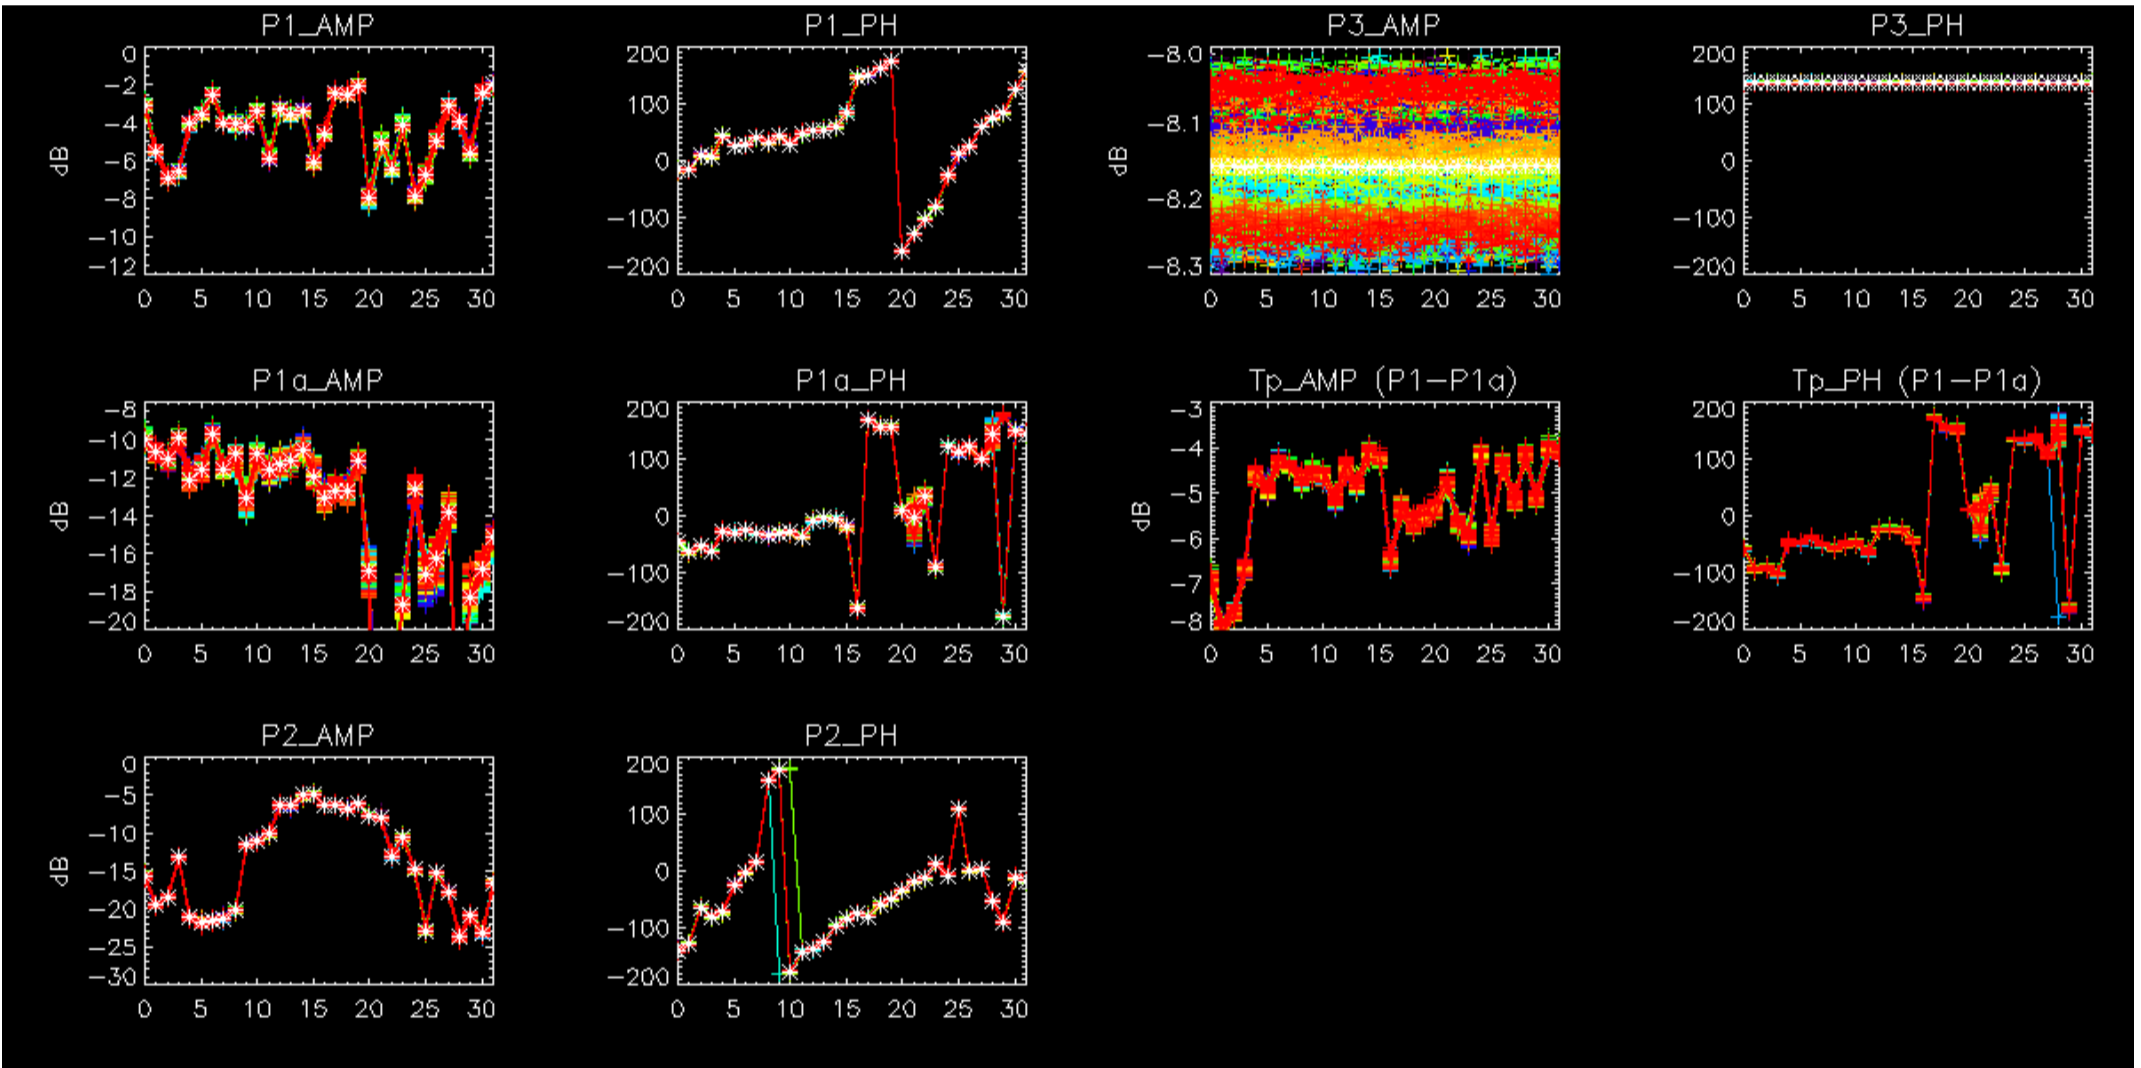 P1_AMP
0
−2
−4
−6
−8
−10
−12
dB
0 5 10 15 20 25 30
P1_PH
200
100
0
−100
−200
0 5 10 15 20 25 30
P3_AMP
−8.0
−8.1
−8.2
−8.3
dB
0 5 10 15 20 25 30
P3_PH
200
100
0
−100
−200
0 5 10 15 20 25 30
P1a_AMP
−8
−10
−12
−14
−16
−18
−20
dB
0 5 10 15 20 25 30
P1a_PH
200
100
0
−100
−200
0 5 10 15 20 25 30
Tp_AMP (P1−P1a)
−3
−4
−5
−6
−7
−8
dB
0 5 10 15 20 25 30
Tp_PH (P1−P1a)
200
100
0
−100
−200
0 5 10 15 20 25 30
P2_AMP
0
−5
−10
−15
−20
−25
−30
dB
0 5 10 15 20 25 30
P2_PH
200
100
0
−100
−200
0 5 10 15 20 25 30